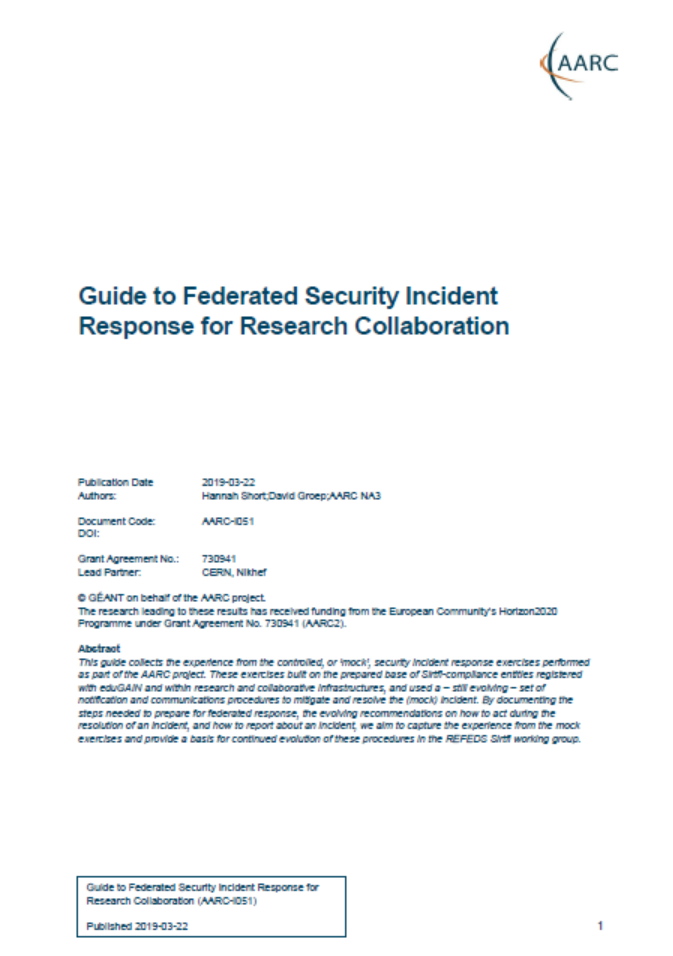 AARC
Guide to Federated Security Incident
Response for Research Collaboration
Publication Date 2019-03-22
Authors: Hannah Short;David Groep;AARC NA3
Document Code: AARC-I051
DOI:
Grant Agreement No.: 730941
Lead Partner: CERN, Nikhef
© GÉANT on behalf of the AARC project.
The research leading to these results has received funding from the European Community's Horizon2020
Programme under Grant Agreement No. 730941 (AARC2).
Abstract
This guide collects the experience from the controlled, or 'mock', security incident response exercises performed
as part of the AARC project. These exercises built on the prepared base of Sirtfi-compliance entities registered
with eduGAIN and within research and collaborative infrastructures, and used a – still evolving – set of
notification and communications procedures to mitigate and resolve the (mock) incident. By documenting the
steps needed to prepare for federated response, the evolving recommendations on how to act during the
resolution of an incident, and how to report about an incident, we aim to capture the experience from the mock
exercises and provide a basis for continued evolution of these procedures in the REFEDS Sirtfi working group.
Guide to Federated Security Incident Response for
Research Collaboration (AARC-I051)
Published 2019-03-22
1